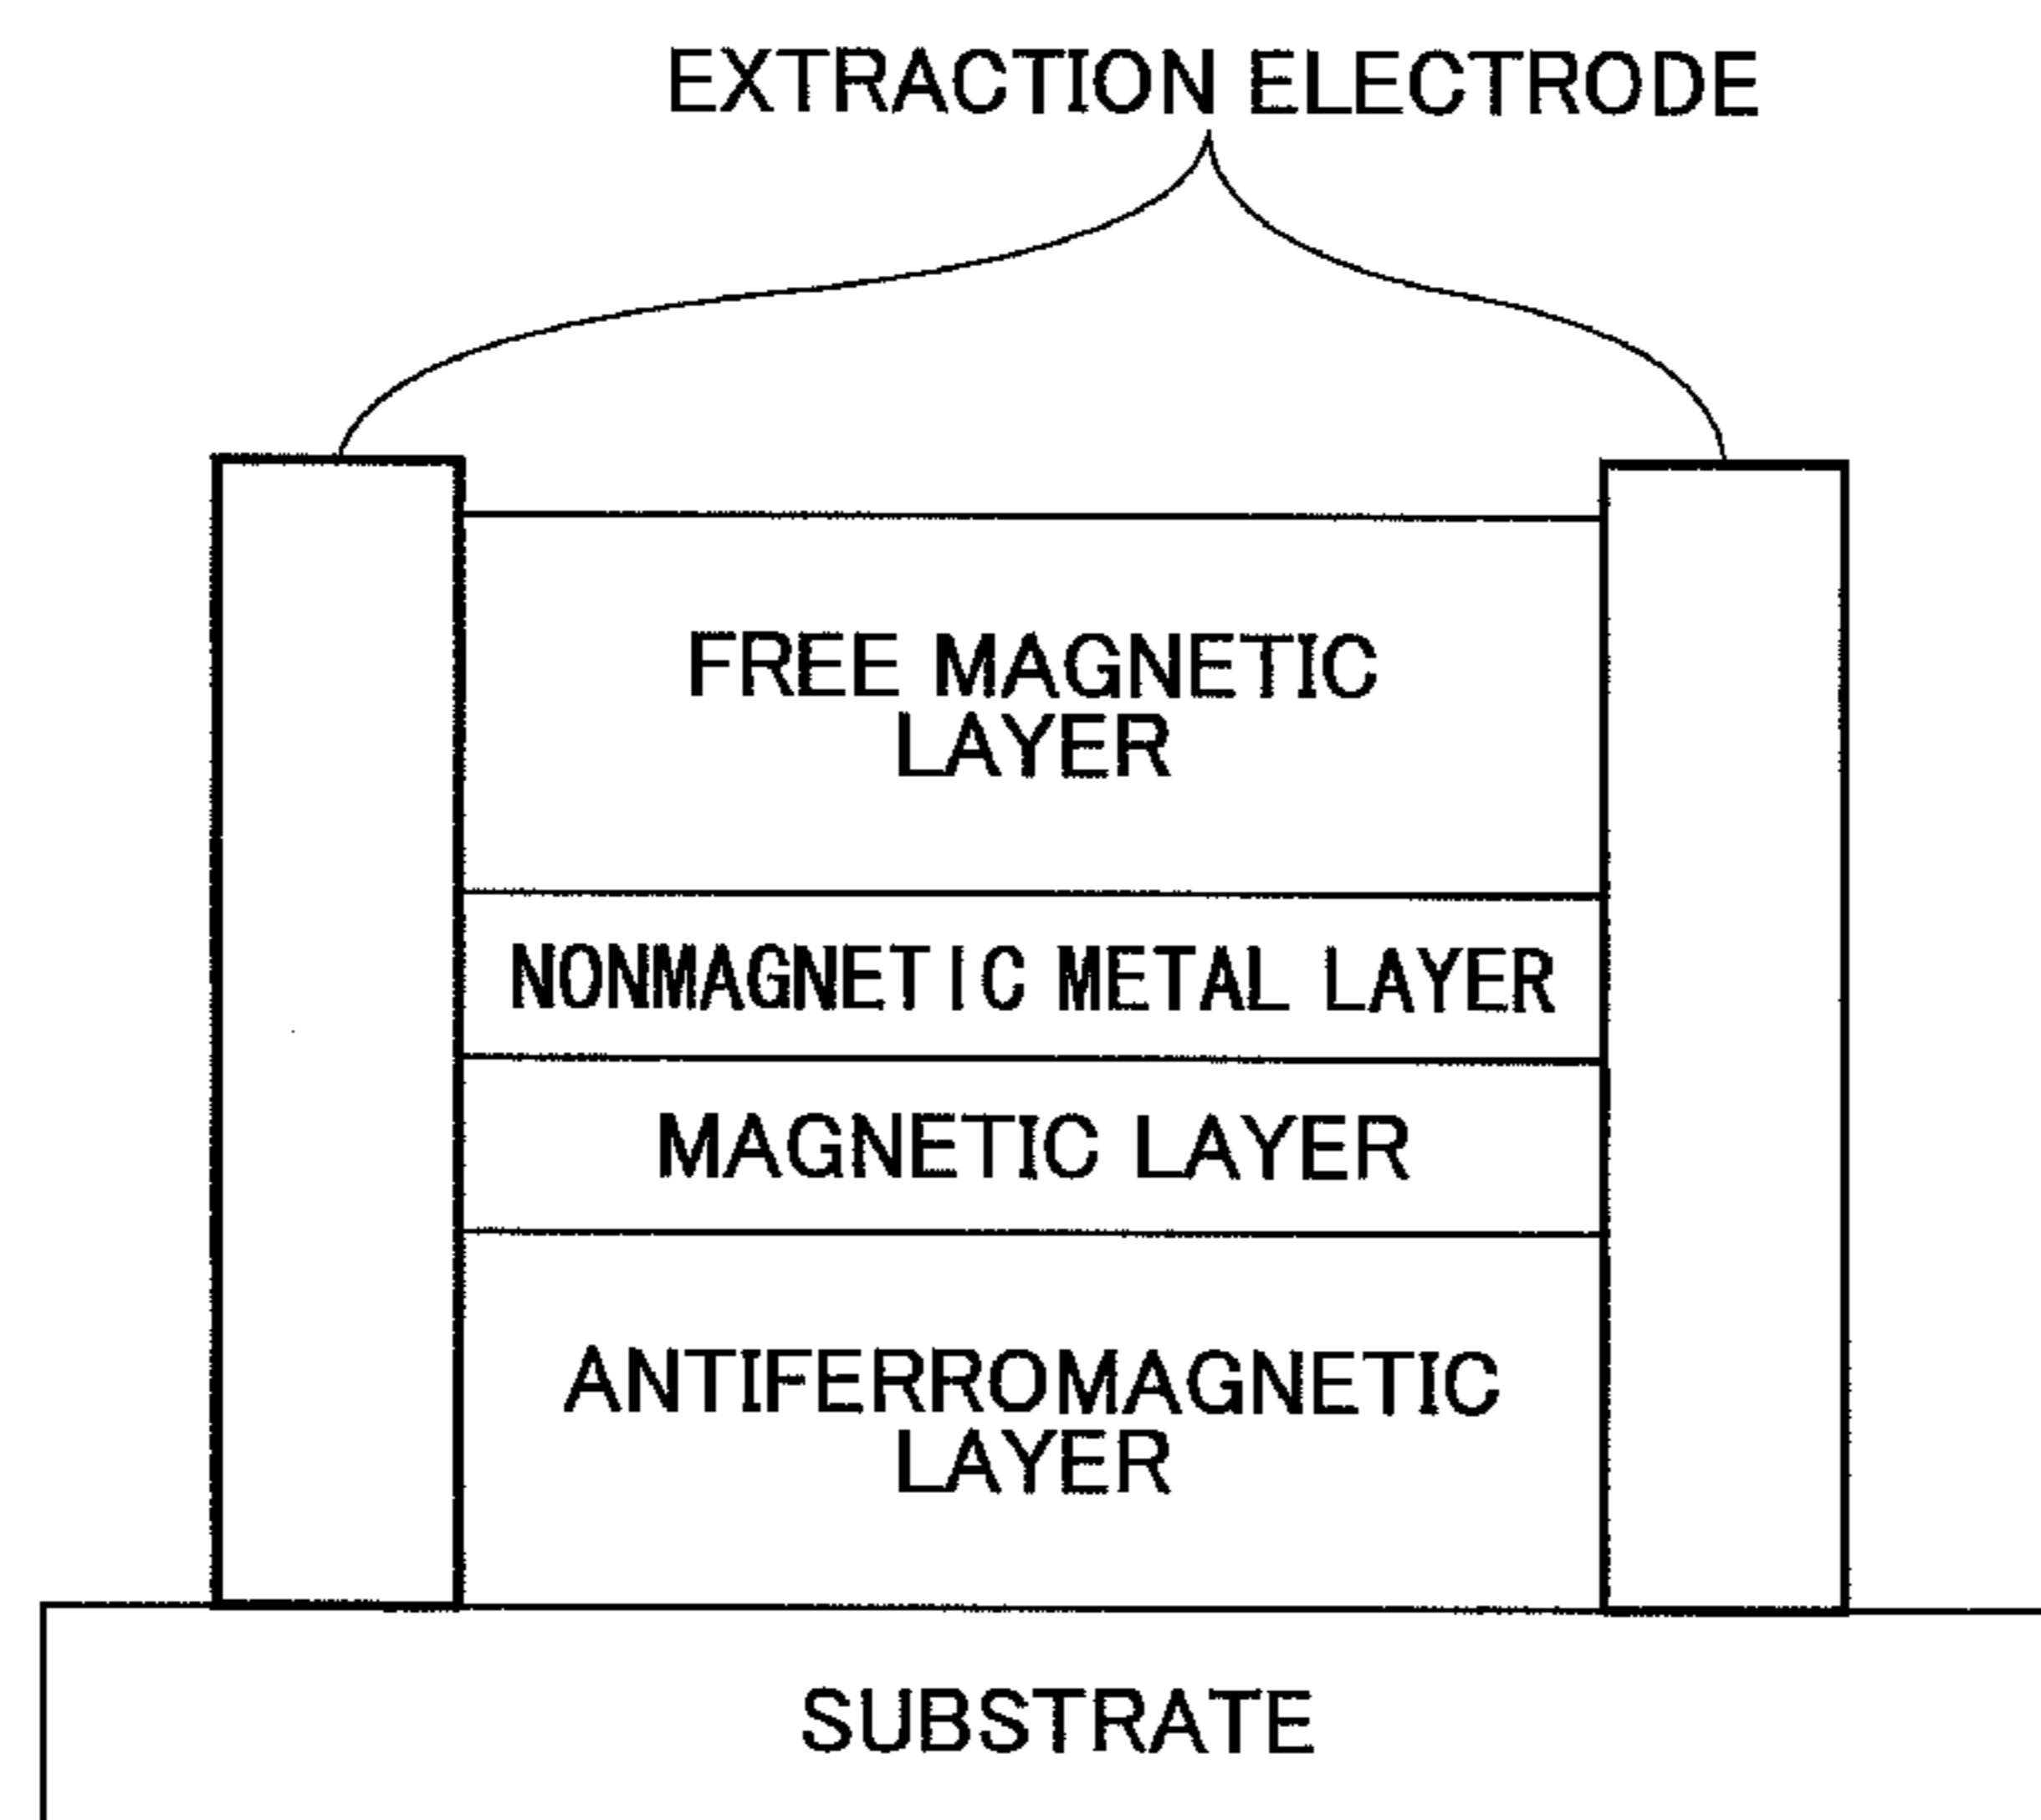 EXTRACTION ELECTRODE
FREE MAGNETIC
LAYER
NONMAGNETIC METAL LAYER
MAGNETIC LAYER
ANTIFERROMAGNETIC
LAYER
SUBSTRATE